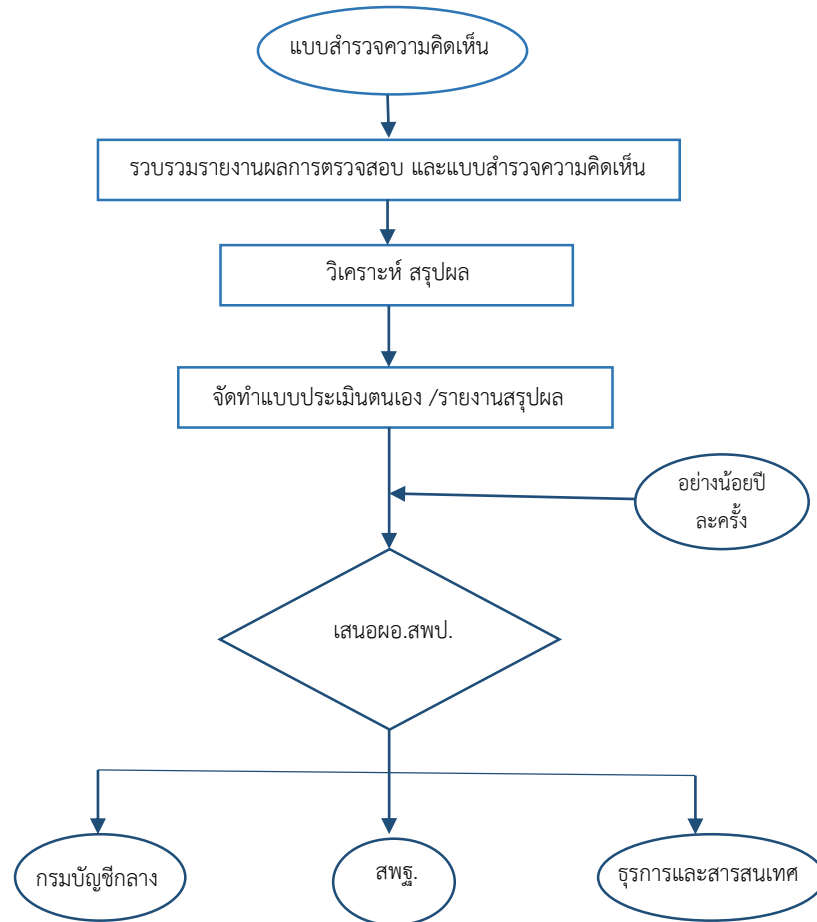 แบบสำรวจความคิดเห็น
รวบรวมรายงานผลการตรวจสอบ และแบบสำรวจความคิดเห็น
วิเคราะห์ สรุปผล
จัดทำแบบประเมินตนเอง /รายงานสรุปผล
อย่างน้อยปี
ละครั้ง
เสนอผอ.สพป.
กรมบัญชีกลาง
สพฐ.
ธุรการและสารสนเทศ